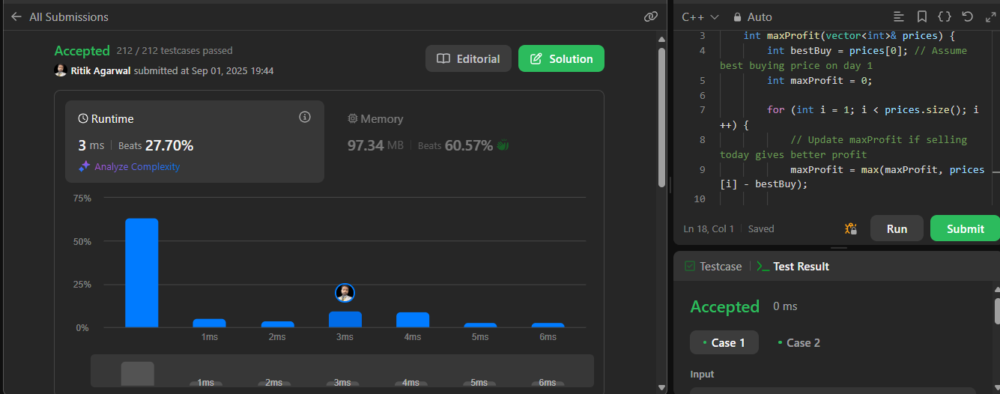 All Submissions
Accepted 212 / 212 testcases passed
Ritik Agarwal submitted at Sep 01, 2025 19:44
Editorial
Solution
Runtime
3 ms | Beats 27.70%
Analyze Complexity
Memory
97.34 MB | Beats 60.57%
75%
50%
25%
0%
1ms 2ms 3ms 4ms 5ms 6ms
1ms 2ms 3ms 4ms 5ms 6ms
C++ Auto
3 int maxProfit(vector<int>& prices) {
4 int bestBuy = prices[0]; // Assume
best buying price on day 1
5 int maxProfit = 0;
6
7 for (int i = 1; i < prices.size(); i
++) {
8 // Update maxProfit if selling
today gives better profit
9 maxProfit = max(maxProfit, prices
[i] - bestBuy);
10
Ln 18, Col 1 | Saved
Run
Submit
Testcase | >_ Test Result
Accepted 0 ms
• Case 1 • Case 2
Input